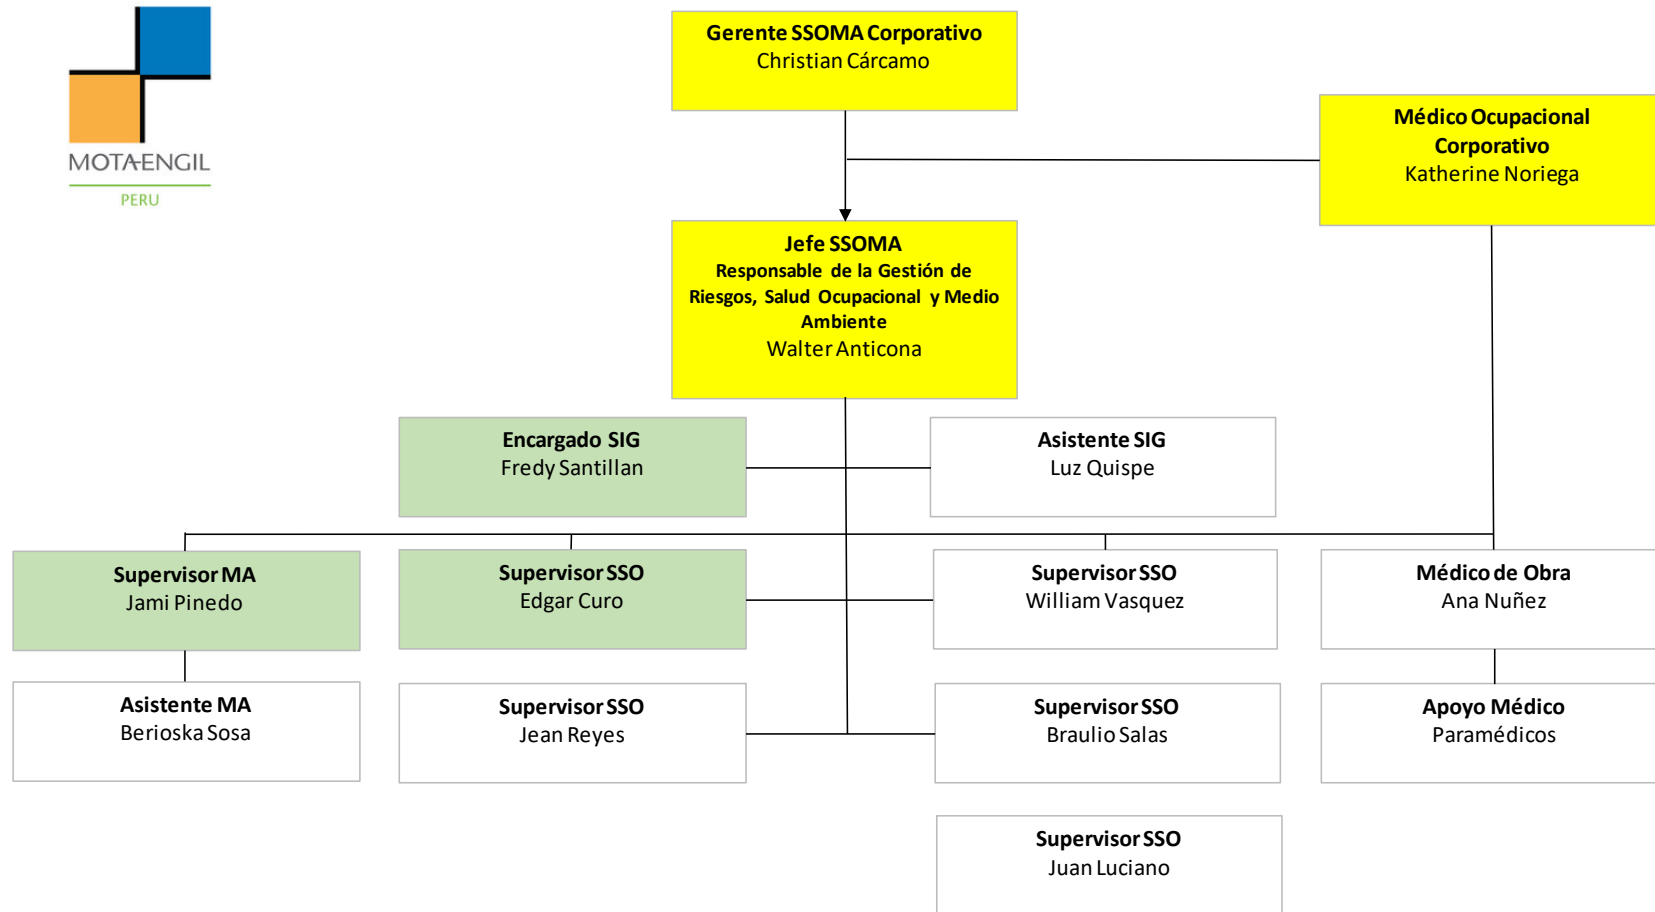 MOTA-ENGIL
PERU
Gerente SSOMA Corporativo
Christian Cárcamo
Médico Ocupacional
Corporativo
Katherine Noriega
Jefe SSOMA
Responsable de la Gestión de
Riesgos, Salud Ocupacional y Medio
Ambiente
Walter Anticona
Encargado SIG
Fredy Santillan
Asistente SIG
Luz Quispe
Supervisor MA
Jami Pinedo
Supervisor SSO
Edgar Curo
Supervisor SSO
William Vasquez
Médico de Obra
Ana Nuñez
Asistente MA
Berioska Sosa
Supervisor SSO
Jean Reyes
Supervisor SSO
Braulio Salas
Apoyo Médico
Paramédicos
Supervisor SSO
Juan Luciano